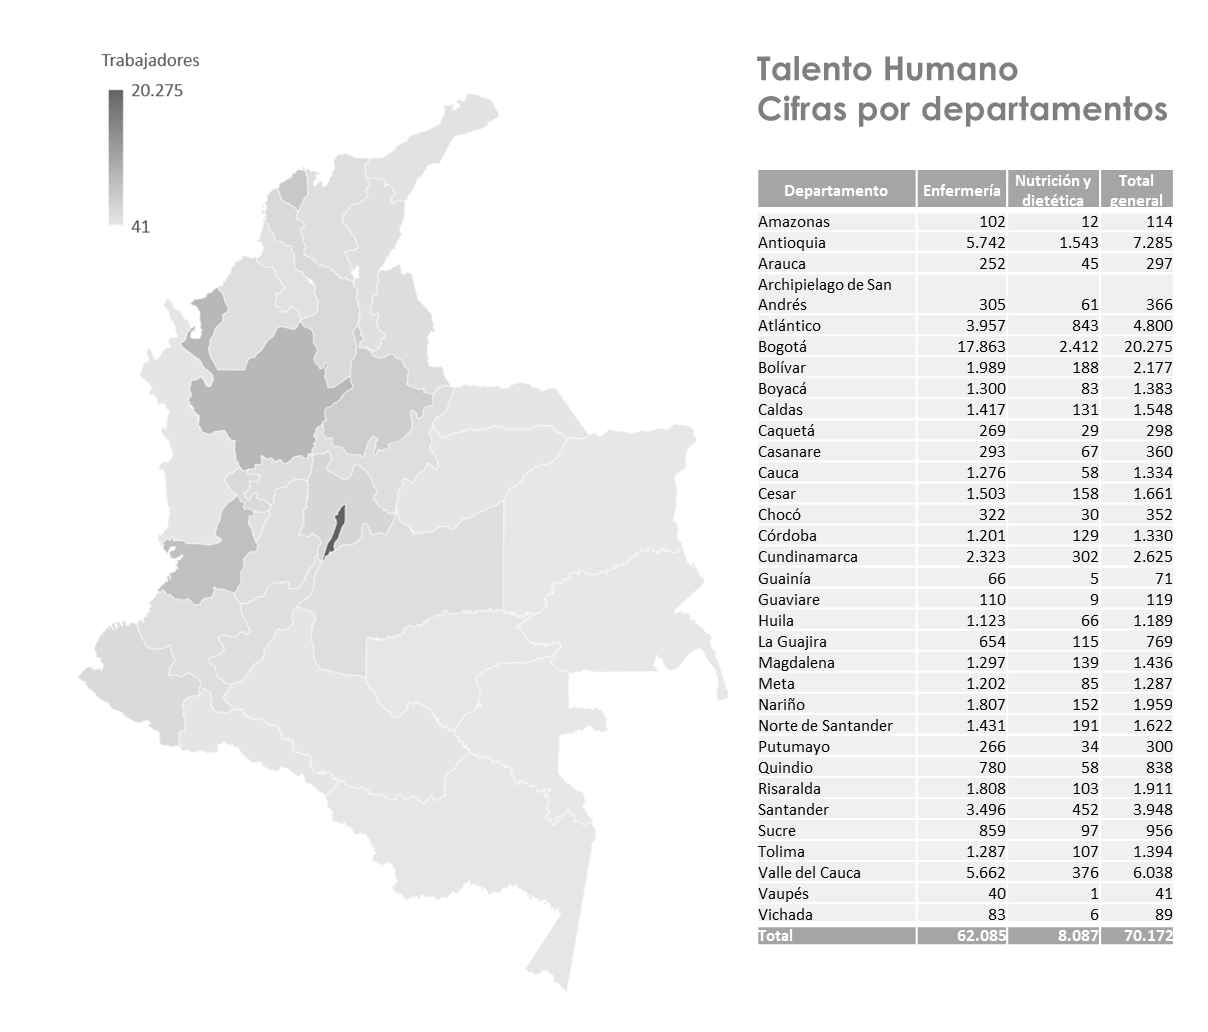 Trabajadores
20.275
41
Talento Humano
Cifras por departamentos
Departamento Enfermería Nutrición y dietética Total general
Amazonas 102 12 114
Antioquia 5.742 1.543 7.285
Arauca 252 45 297
Archipielago de San
Andrés 305 61 366
Atlántico 3.957 843 4.800
Bogotá 17.863 2.412 20.275
Bolívar 1.989 188 2.177
Boyacá 1.300 83 1.383
Caldas 1.417 131 1.548
Caquetá 269 29 298
Casanare 293 67 360
Cauca 1.276 58 1.334
Cesar 1.503 158 1.661
Chocó 322 30 352
Córdoba 1.201 129 1.330
Cundinamarca 2.323 302 2.625
Guainía 66 5 71
Guaviare 110 9 119
Huila 1.123 66 1.189
La Guajira 654 115 769
Magdalena 1.297 139 1.436
Meta 1.202 85 1.287
Nariño 1.807 152 1.959
Norte de Santander 1.431 191 1.622
Putumayo 266 34 300
Quindio 780 58 838
Risaralda 1.808 103 1.911
Santander 3.496 452 3.948
Sucre 859 97 956
Tolima 1.287 107 1.394
Valle del Cauca 5.662 376 6.038
Vaupés 40 1 41
Vichada 83 6 89
Total 62.085 8.087 70.172